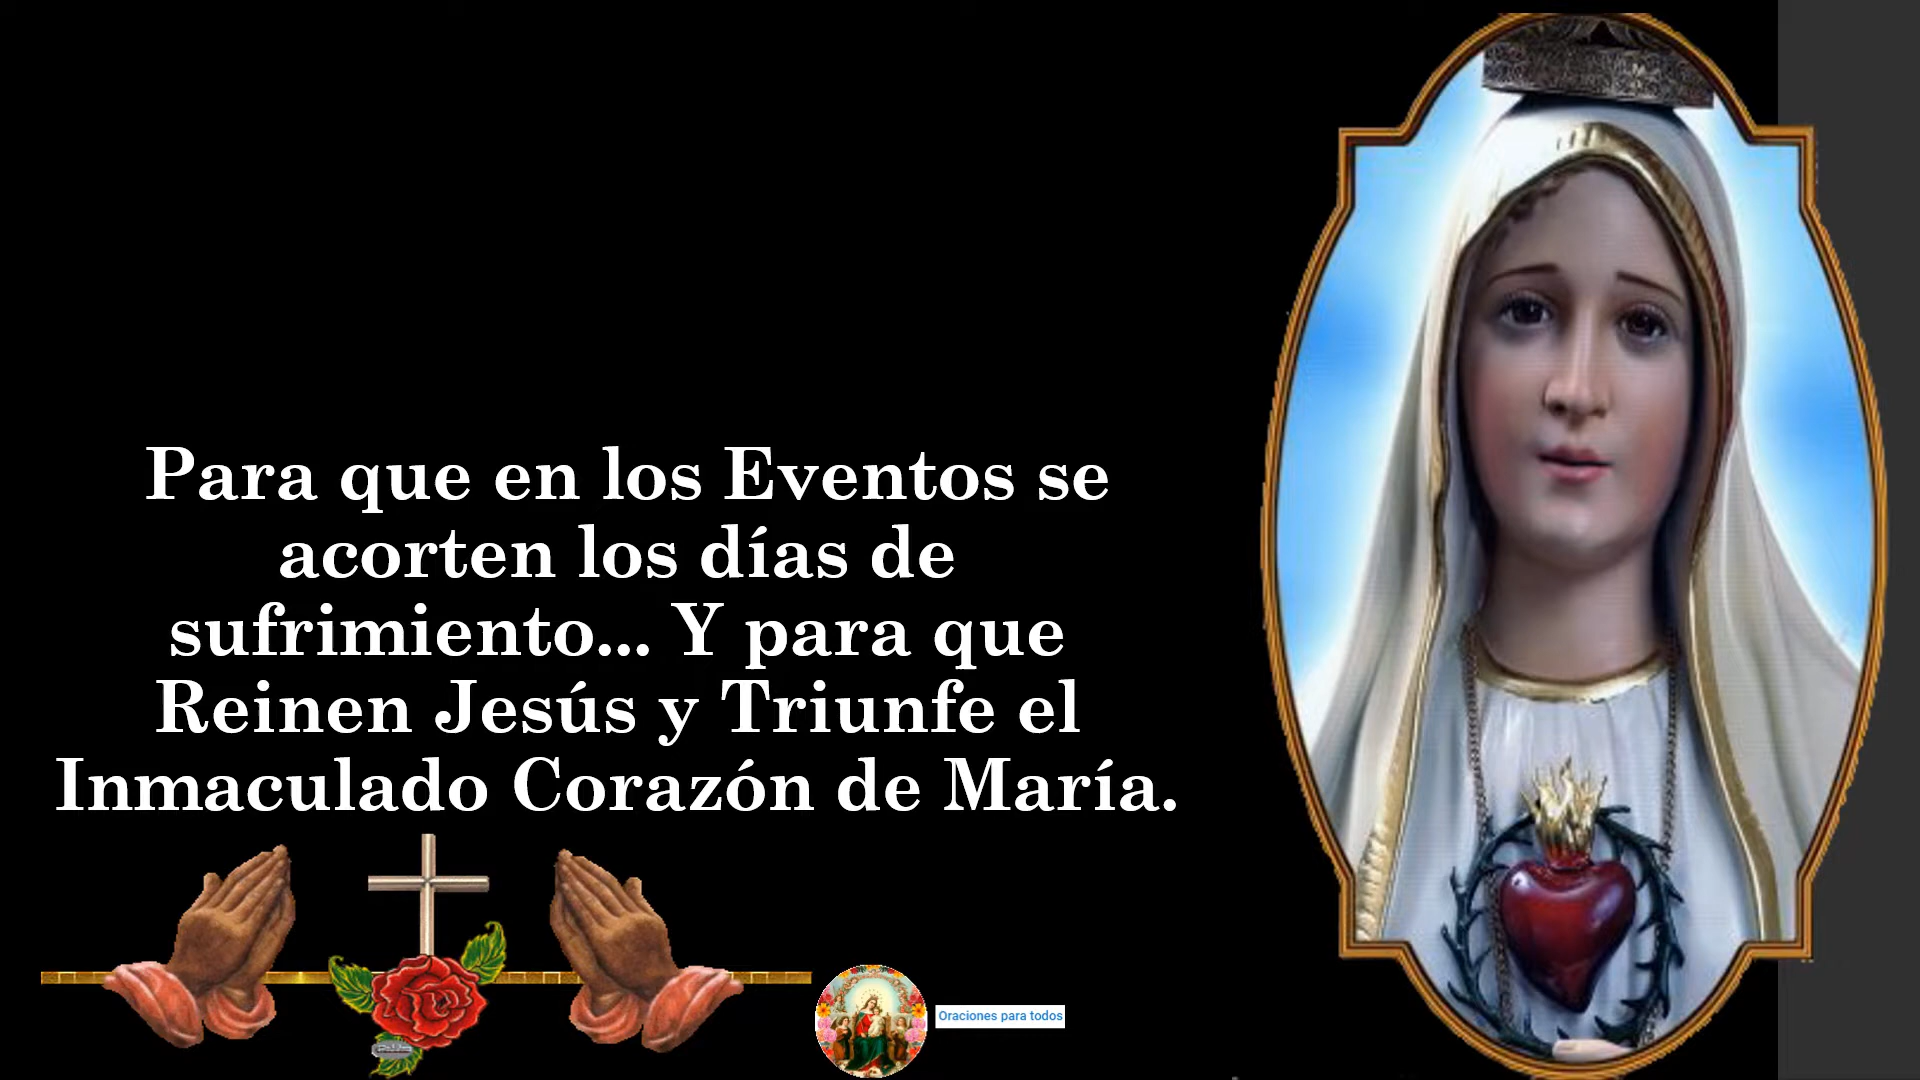 Para que en los Eventos se
acorten los días de
sufrimiento... Y para que
Reinen Jesús y Triunfe el
Inmaculado Corazón de María.
Oraciones para todos